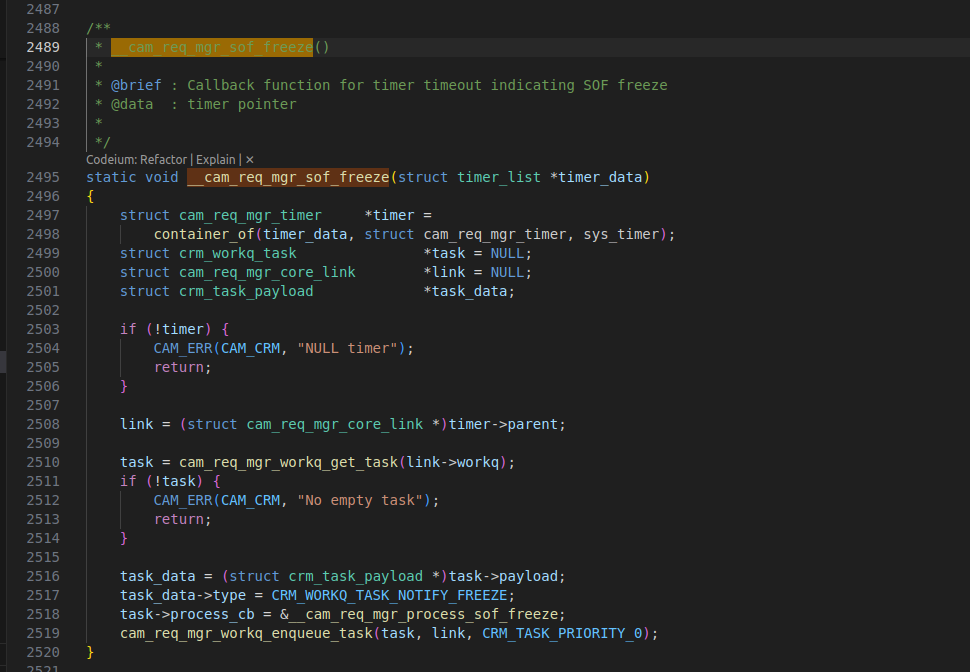 2487
2488 /**
2489  * __cam_req_mgr_sof_freeze()
2490  *
2491  * @brief : Callback function for timer timeout indicating SOF freeze
2492  * @data  : timer pointer
2493  *
2494  */
Codeium: Refactor | Explain | ×
2495 static void __cam_req_mgr_sof_freeze(struct timer_list *timer_data)
2496 {
2497     struct cam_req_mgr_timer     *timer =
2498         container_of(timer_data, struct cam_req_mgr_timer, sys_timer);
2499     struct crm_workq_task               *task = NULL;
2500     struct cam_req_mgr_core_link        *link = NULL;
2501     struct crm_task_payload             *task_data;
2502
2503     if (!timer) {
2504         CAM_ERR(CAM_CRM, "NULL timer");
2505         return;
2506     }
2507
2508     link = (struct cam_req_mgr_core_link *)timer->parent;
2509
2510     task = cam_req_mgr_workq_get_task(link->workq);
2511     if (!task) {
2512         CAM_ERR(CAM_CRM, "No empty task");
2513         return;
2514     }
2515
2516     task_data = (struct crm_task_payload *)task->payload;
2517     task_data->type = CRM_WORKQ_TASK_NOTIFY_FREEZE;
2518     task->process_cb = &__cam_req_mgr_process_sof_freeze;
2519     cam_req_mgr_workq_enqueue_task(task, link, CRM_TASK_PRIORITY_0);
2520 }
2521